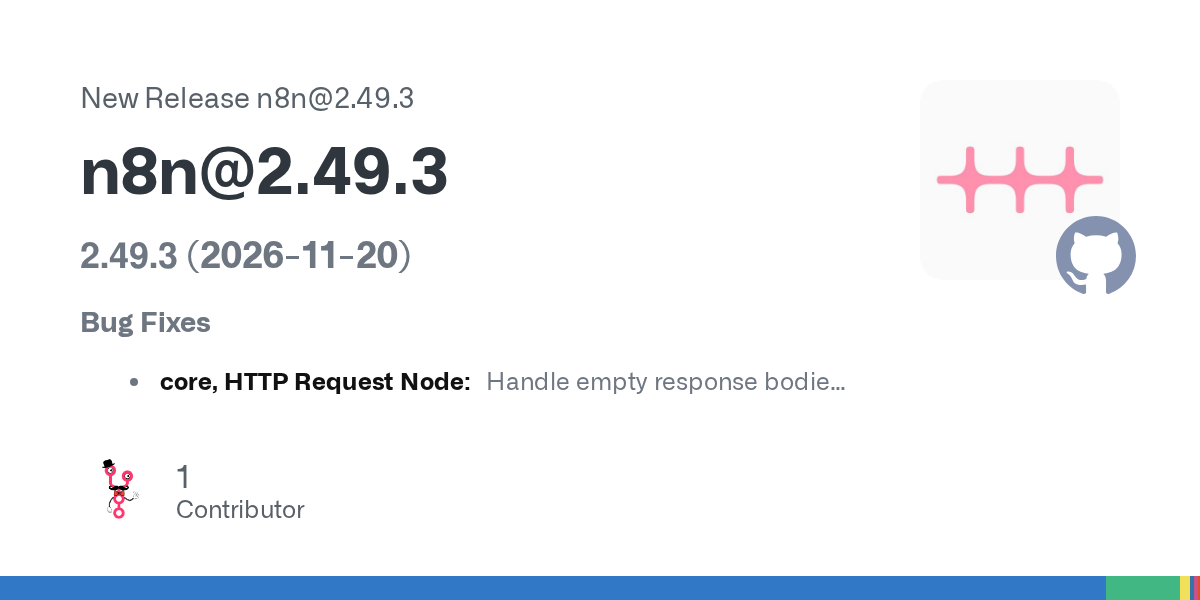 New Release n8n@2.49.3
n8n@2.49.3
2.49.3 (2026-11-20)
Bug Fixes
• core, HTTP Request Node: Handle empty response bodie...
1
Contributor